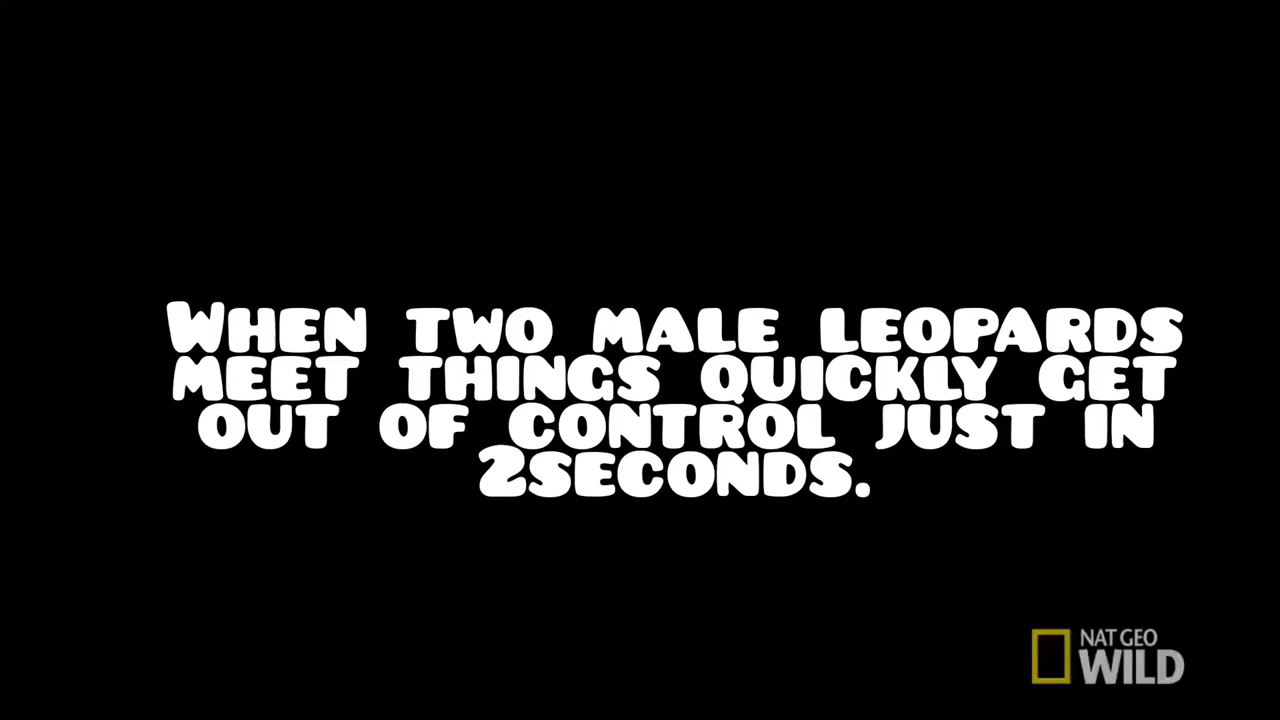 When two male leopards
meet things quickly get
out of control just in
2seconds.
NAT GEO
WILD